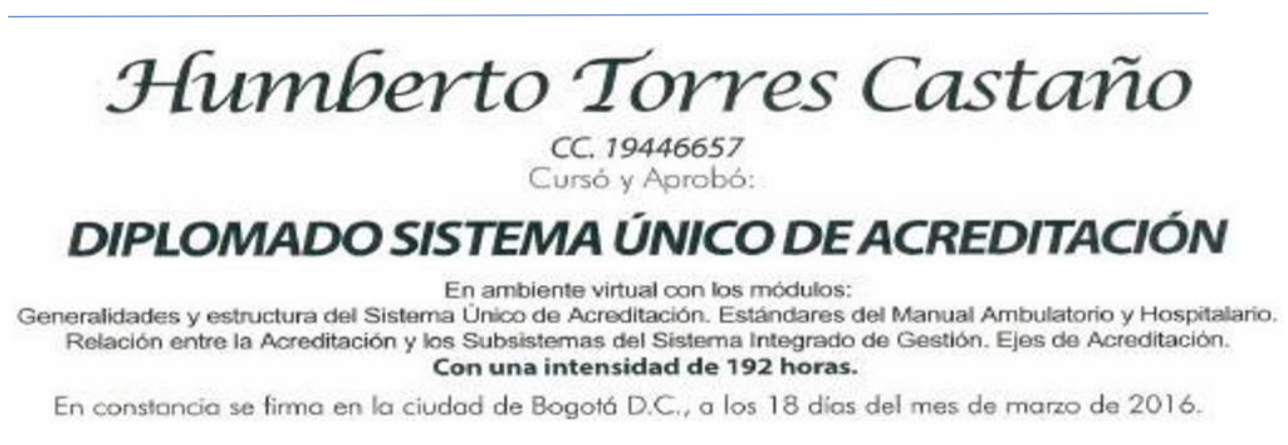 Humberto Torres Castaño
CC. 19446657
Cursó y Aprobó:
DIPLOMADO SISTEMA ÚNICO DE ACREDITACIÓN
En ambiente virtual con los módulos:
Generalidades y estructura del Sistema Único de Acreditación. Estándares del Manual Ambulatorio y Hospitalario.
Relación entre la Acreditación y los Subsistemas del Sistema Integrado de Gestión. Ejes de Acreditación.
Con una intensidad de 192 horas.
En constancia se firma en la ciudad de Bogotá D.C., a los 18 días del mes de marzo de 2016.